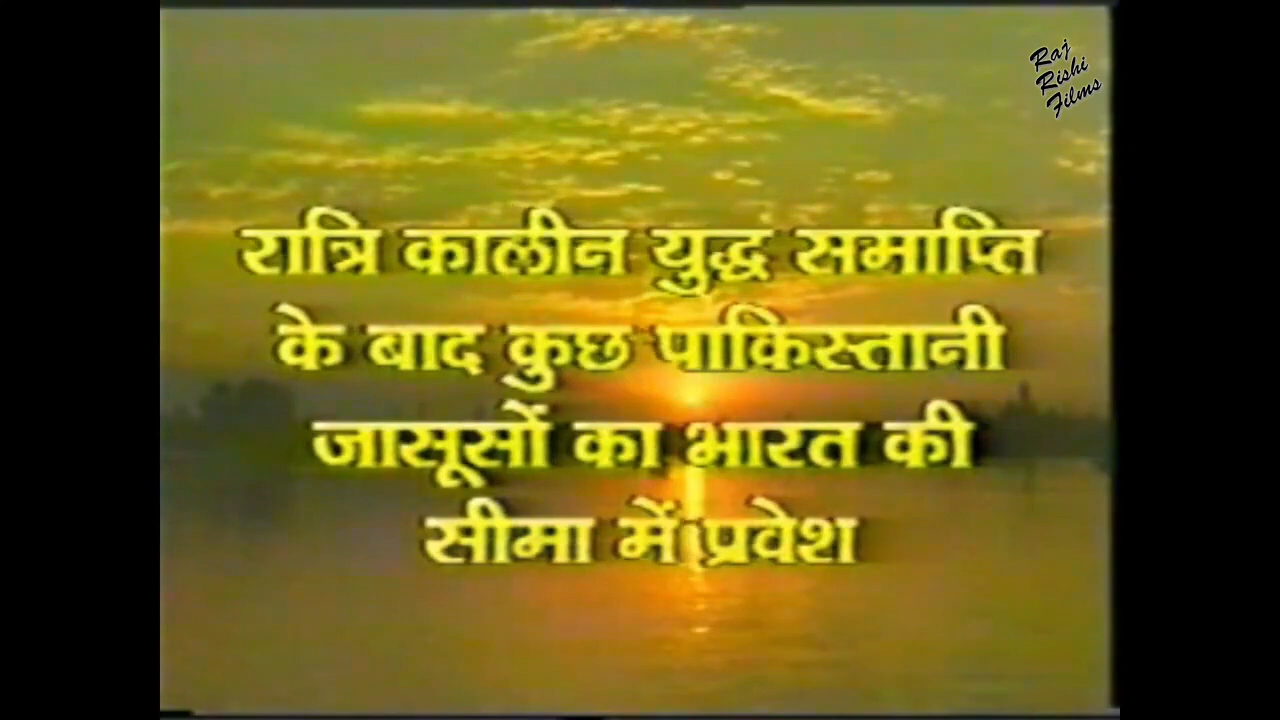 Raj
Rishi
Films
रात्रि कालीन युद्ध समाप्ति
के बाद कुछ पाकिस्तानी
जासूसों का भारत की
सीमा में प्रवेश